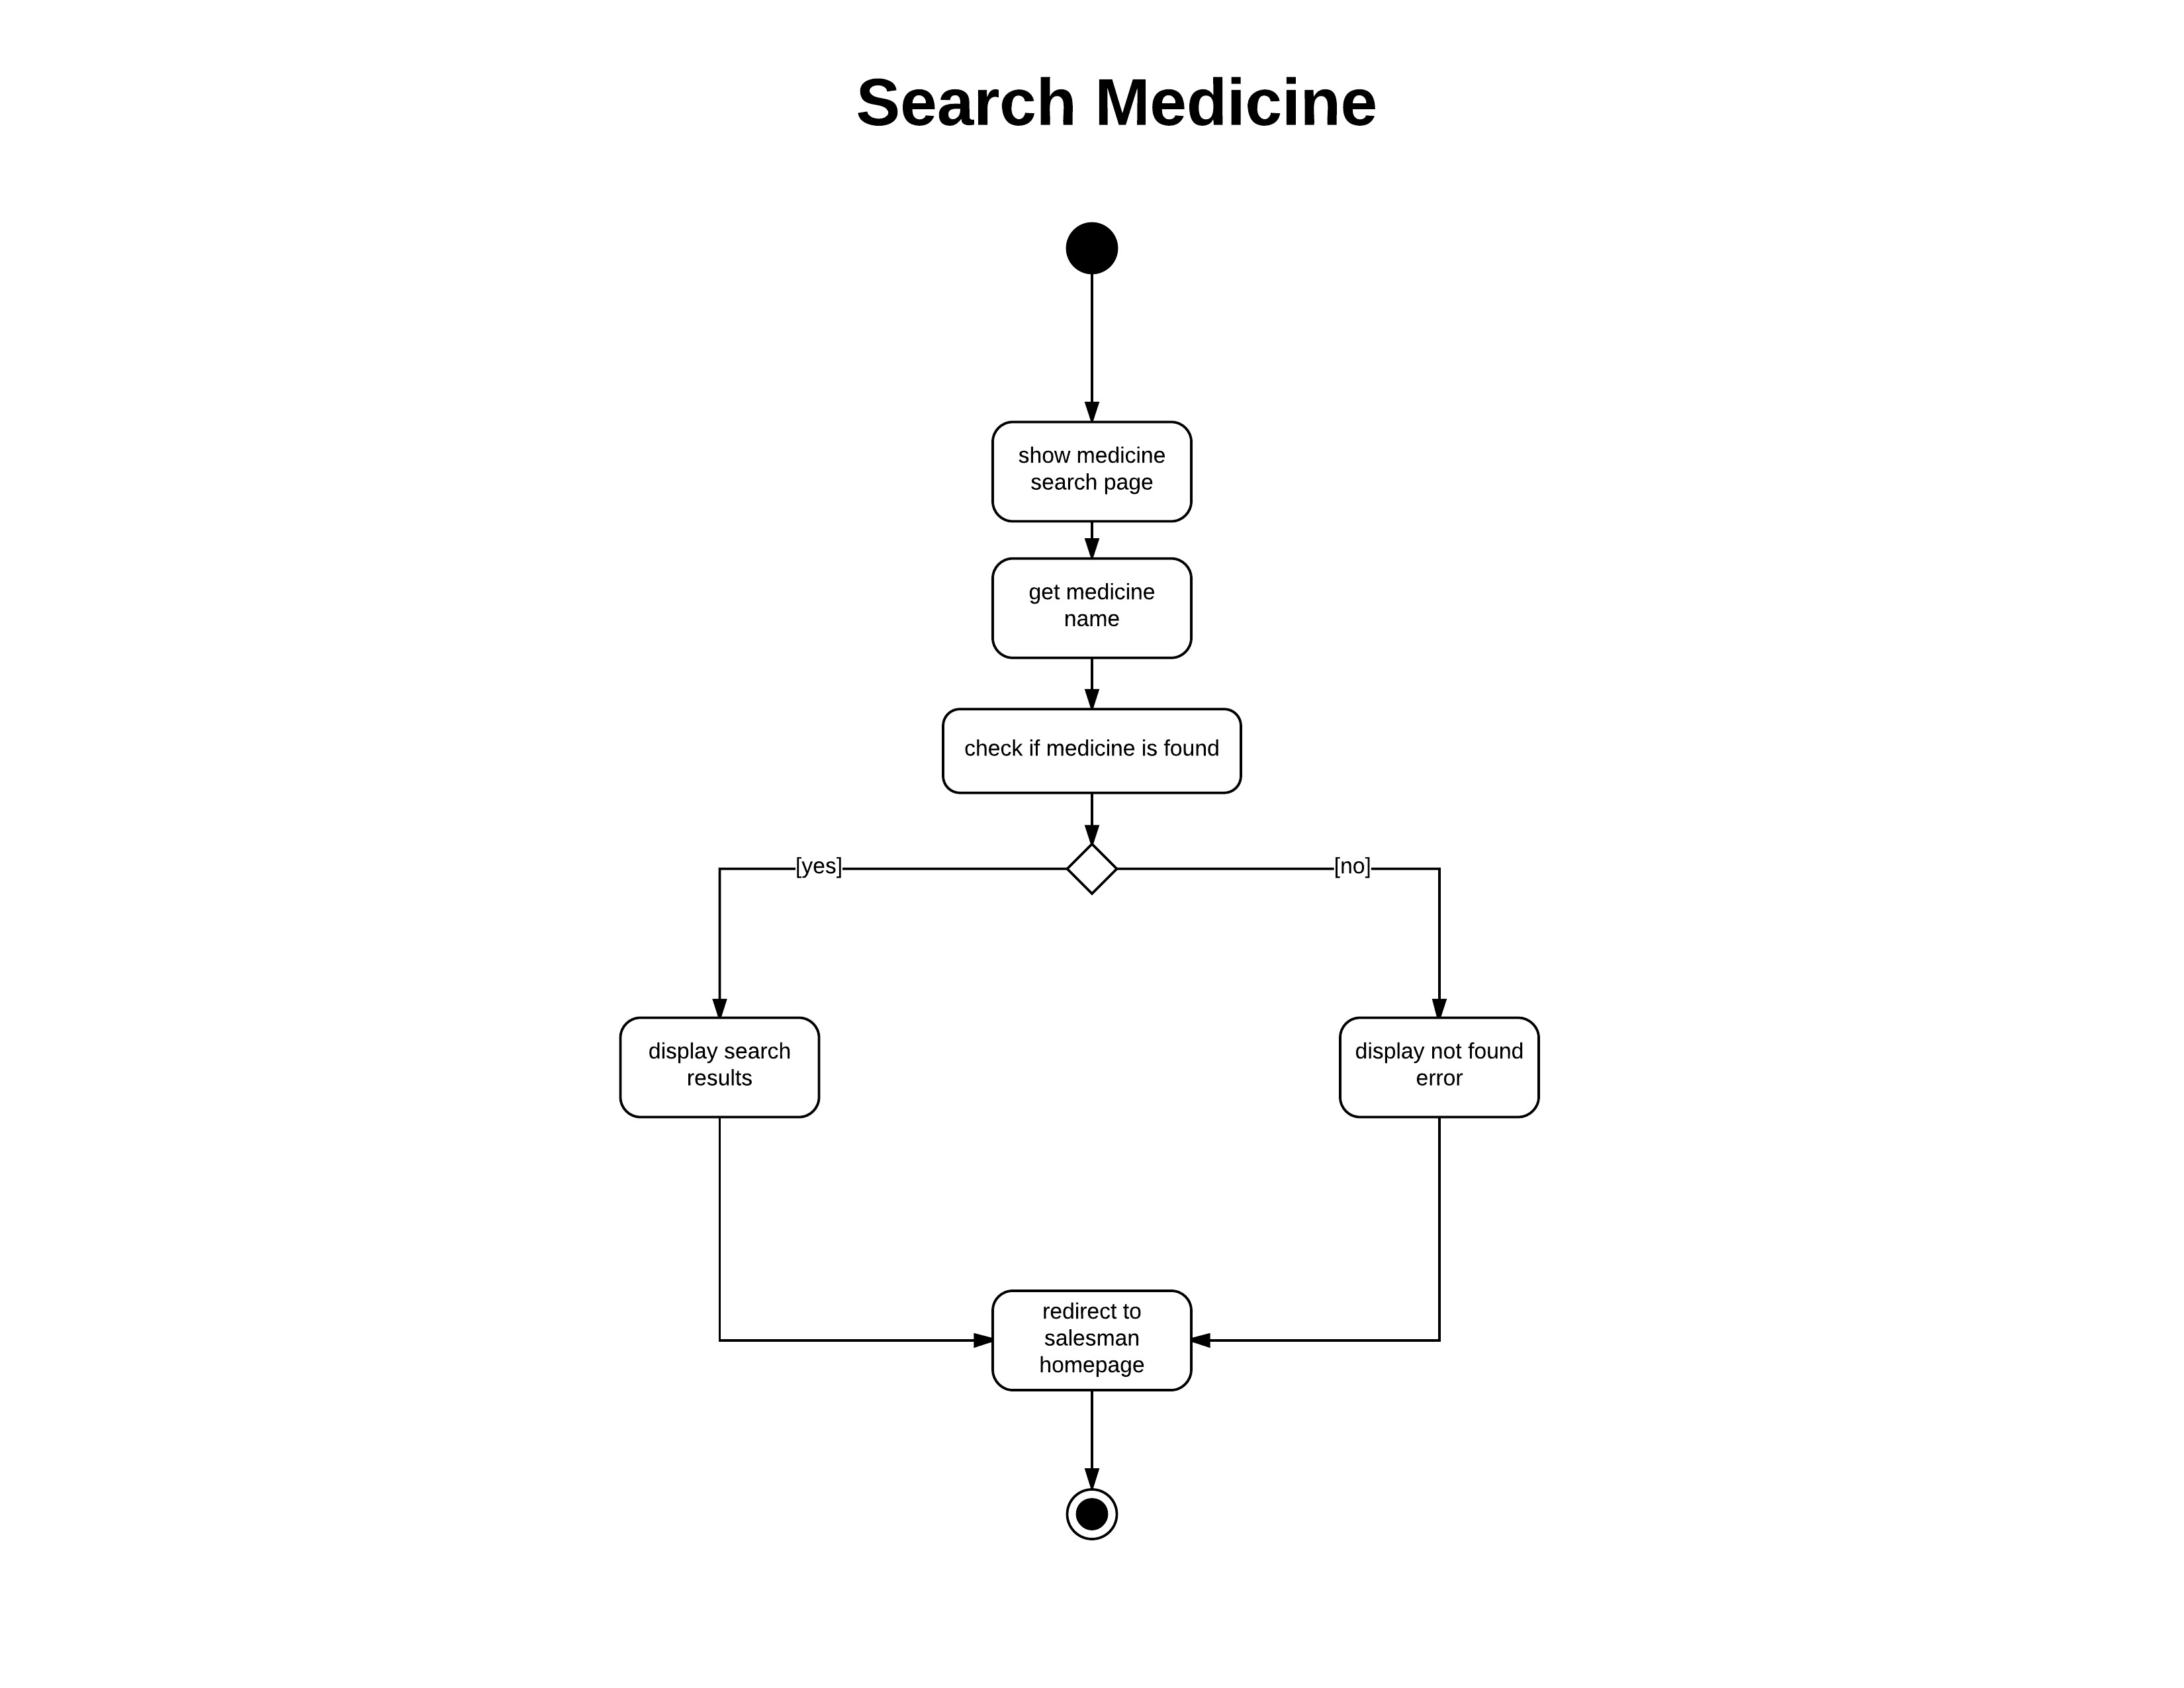 Search Medicine
show medicine
search page
get medicine
name
check if medicine is found
[yes]
[no]
display search
results
display not found
error
redirect to
salesman
homepage